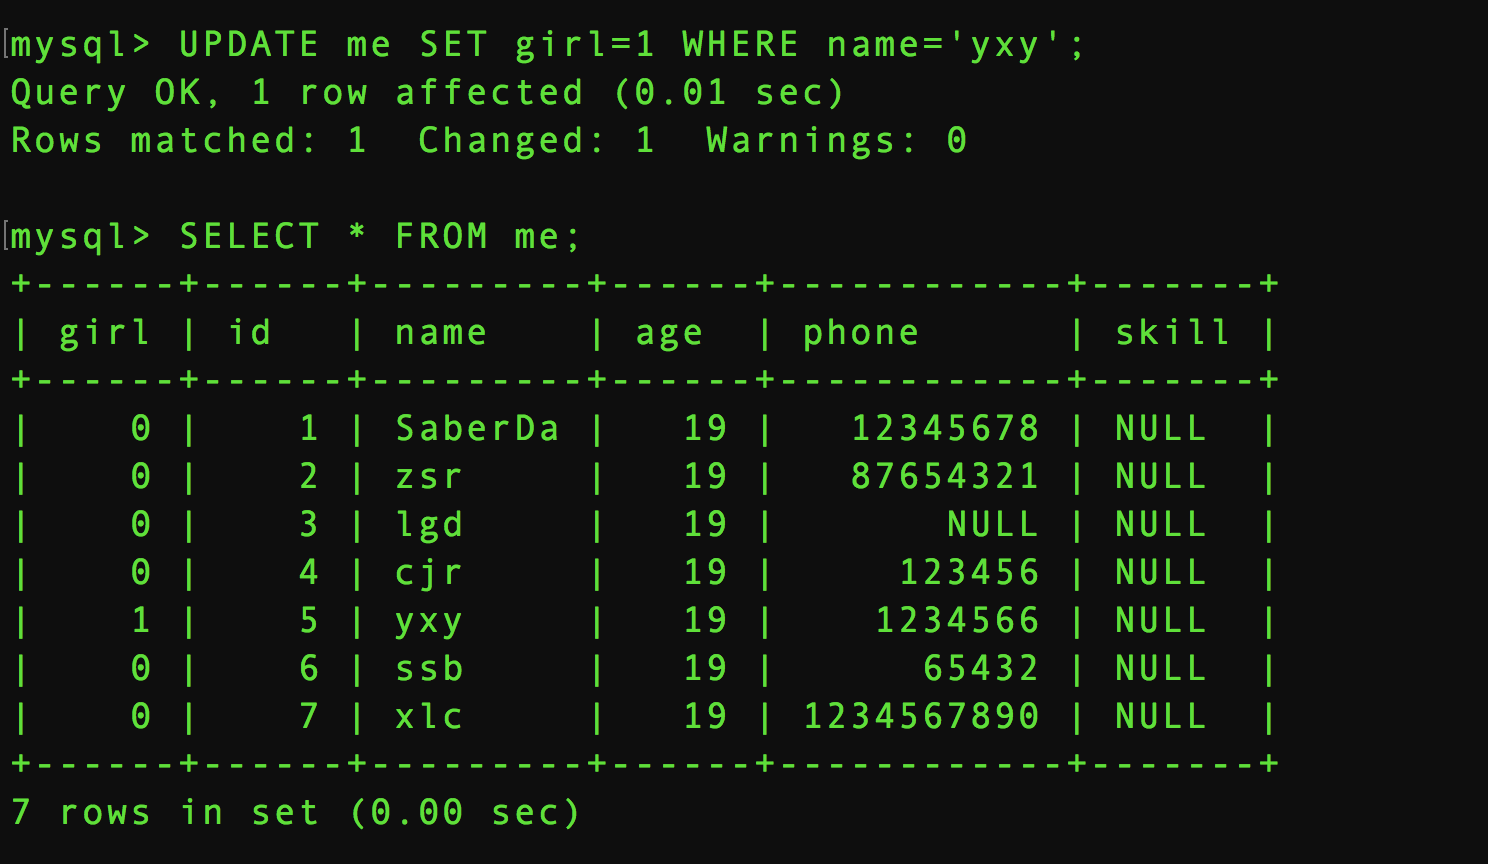 mysql> UPDATE me SET girl=1 WHERE name='yxy';
Query OK, 1 row affected (0.01 sec)
Rows matched: 1  Changed: 1  Warnings: 0

mysql> SELECT * FROM me;
+------+------+---------+------+------------+-------+
| girl | id   | name    | age  | phone      | skill |
+------+------+---------+------+------------+-------+
|    0 |    1 | SaberDa |   19 |   12345678 | NULL  |
|    0 |    2 | zsr     |   19 |   87654321 | NULL  |
|    0 |    3 | lgd     |   19 |       NULL | NULL  |
|    0 |    4 | cjr     |   19 |     123456 | NULL  |
|    1 |    5 | yxy     |   19 |    1234566 | NULL  |
|    0 |    6 | ssb     |   19 |      65432 | NULL  |
|    0 |    7 | xlc     |   19 | 1234567890 | NULL  |
+------+------+---------+------+------------+-------+
7 rows in set (0.00 sec)